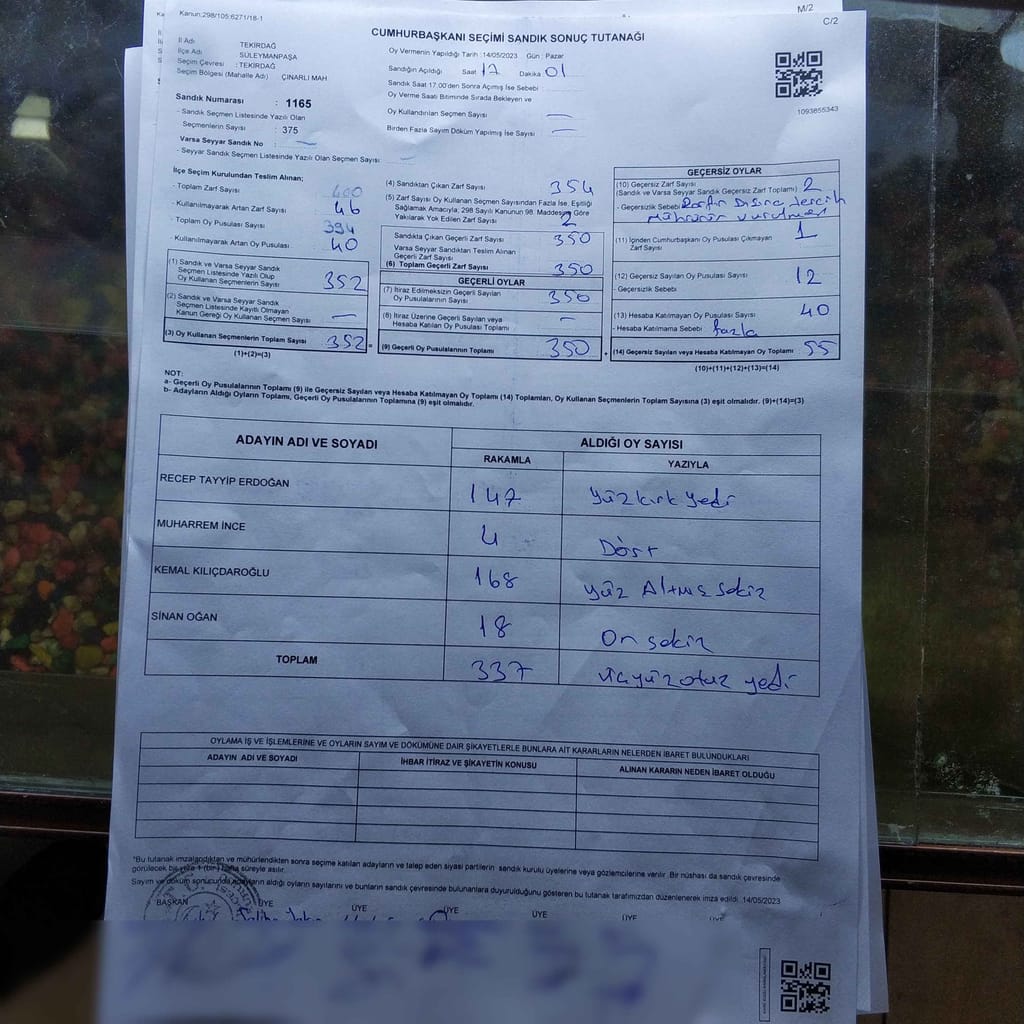 Kanun:298/105;6271/18-1
M/2
C/2
CUMHURBAŞKANI SEÇİMİ SANDIK SONUÇ TUTANAĞI
İl Adı : TEKİRDAĞ
İlçe Adı : SÜLEYMANPAŞA
Seçim Çevresi : TEKİRDAĞ
Seçim Bölgesi (Mahalle Adı) ÇINARLI MAH
Oy Vermenin Yapıldığı Tarih :14/05/2023 Gün : Pazar
Sandığın Açıldığı Saat 17 Dakika 01
Sandık Saat 17.00'den Sonra Açımış İse Sebebi
Oy Verme Saati Bitiminde Sırada Bekleyen ve
Oy Kullandırılan Seçmen Sayısı —
Birden Fazla Sayım Döküm Yapılmış İse Sayısı —
1093855343
Sandık Numarası : 1165
- Sandık Seçmen Listesinde Yazılı Olan
Seçmenlerin Sayısı : 375
Varsa Seyyar Sandık No —
- Seyyar Sandık Seçmen Listesinde Yazılı Olan Seçmen Sayısı —
İlçe Seçim Kurulundan Teslim Alınan;
- Toplam Zarf Sayısı 400
- Kullanılmayarak Artan Zarf Sayısı 46
- Toplam Oy Pusulası Sayısı 394
- Kullanılmayarak Artan Oy Pusulası 40
(1) Sandık ve Varsa Seyyar Sandık
Seçmen Listesinde Yazılı Olup
Oy Kullanan Seçmenlerin Sayısı 352
(2) Sandık ve Varsa Seyyar Sandık
Seçmen Listesinde Kayıtlı Olmayan
Kanun Gereği Oy Kullanan Seçmen Sayısı —
(3) Oy Kullanan Seçmenlerin Toplam Sayısı 352
(1)+(2)=(3)
(4) Sandıktan Çıkan Zarf Sayısı 354
(5) Zarf Sayısı Oy Kullanan Seçmen Sayısından Fazla İse, Eşitliği
Sağlamak Amacıyla; 298 Sayılı Kanunun 98. Maddesine Göre
Yakılarak Yok Edilen Zarf Sayısı 2
Sandıkta Çıkan Geçerli Zarf Sayısı 350
Varsa Seyyar Sandıktan Teslim Alınan
Geçerli Zarf Sayısı
(6) Toplam Geçerli Zarf Sayısı 350
GEÇERLİ OYLAR
(7) İtiraz Edilmeksizin Geçerli Sayılan
Oy Pusulalarının Sayısı 350
(8) İtiraz Üzerine Geçerli Sayılan veya
Hesaba Katılan Oy Pusulası Toplamı —
(9) Geçerli Oy Pusulalarının Toplamı 350
GEÇERSİZ OYLAR
(10) Geçersiz Zarf Sayısı 2
(Sandık ve Varsa Seyyar Sandık Geçersiz Zarf Toplamı)
- Geçersizlik Sebebi Zarfın Dışına tercih
Mührünün vurulması
(11) İçinden Cumhurbaşkanı Oy Pusulası Çıkmayan
Zarf Sayısı 1
(12) Geçersiz Sayılan Oy Pusulası Sayısı 12
-Geçersizlik Sebebi
(13) Hesaba Katılmayan Oy Pusulası Sayısı 40
- Hesaba Katılmama Sebebi fazla
(14) Geçersiz Sayılan veya Hesaba Katılmayan Oy Toplamı 55
(10)+(11)+(12)+(13)=(14)
NOT:
a- Geçerli Oy Pusulalarının Toplamı (9) ile Geçersiz Sayılan veya Hesaba Katılmayan Oy Toplamı (14) Toplamları, Oy Kullanan Seçmenlerin Toplam Sayısına (3) eşit olmalıdır. (9)+(14)=(3)
b- Adayların Aldığı Oyların Toplamı, Geçerli Oy Pusulalarının Toplamına (9) eşit olmalıdır.
ADAYIN ADI VE SOYADI ALDIĞI OY SAYISI
RAKAMLA YAZIYLA
RECEP TAYYİP ERDOĞAN 147 yüzkırk yedi
MUHARREM İNCE 4 Dört
KEMAL KILIÇDAROĞLU 168 yüz Altmış sekiz
SİNAN OĞAN 18 On sekiz
TOPLAM 337 üçyüzotuz yedi
OYLAMA İŞ VE İŞLEMLERİNE VE OYLARIN SAYIM VE DÖKÜMÜNE DAİR ŞİKAYETLERLE BUNLARA AİT KARARLARIN NELERDEN İBARET BULUNDUKLARI
ADAYIN ADI VE SOYADI İHBAR İTİRAZ VE ŞİKAYETİN KONUSU ALINAN KARARIN NEDEN İBARET OLDUĞU
*Bu tutanak imzalandıktan ve mühürlendikten sonra seçime katılan adayların ve talep eden siyasi partilerin sandık kurulu üyelerine veya gözlemcilerine verilir. Bir nüshası da sandık çevresinde
görülecek bir yere 1 (bir) hafta süreyle asılır.
Sayım ve döküm sonucunda adayların aldığı oyların sayılarını ve bunların sandık çevresinde bulunanlara duyurulduğunu gösteren bu tutanak tarafımızdan düzenlenerek imza edildi. 14/05/2023
BAŞKAN ÜYE ÜYE ÜYE ÜYE ÜYE ÜYE